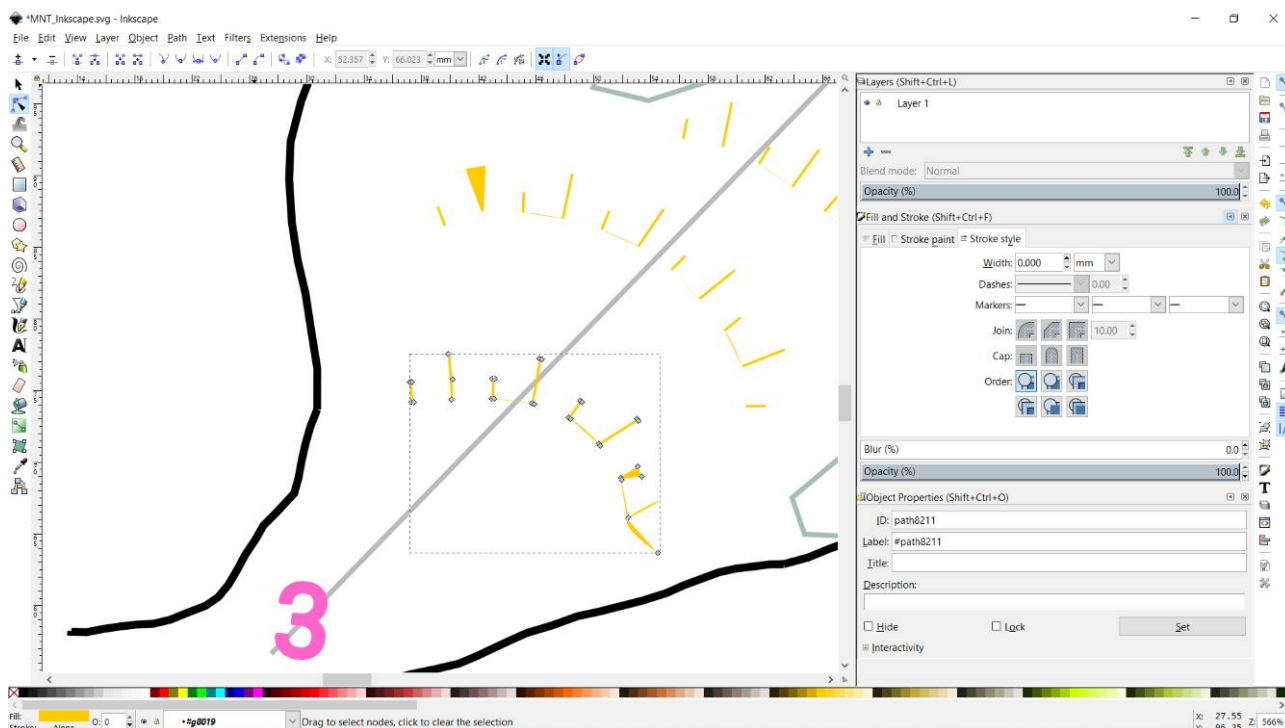 *MNT_Inkscape.svg - Inkscape
File Edit View Layer Object Path Text Filters Extensions Help
X: 52.357 Y: 66.023 mm
Layers (Shift+Ctrl+L)
Layer 1
Blend mode: Normal
Opacity (%) 100.0
Fill and Stroke (Shift+Ctrl+F)
Fill Stroke paint Stroke style
Width: 0.000 mm
Dashes: 0.00
Markers:
Join: 10.00
Cap:
Order:
Blur (%) 0.0
Opacity (%) 100.0
Object Properties (Shift+Ctrl+O)
ID: path8211
Label: #path8211
Title:
Description:
Hide Lock Set
Interactivity
3
Fill: O: 0 •#g8019 Drag to select nodes, click to clear the selection X: 27.55 Z: 566%
Stroke: None Y: 96.35